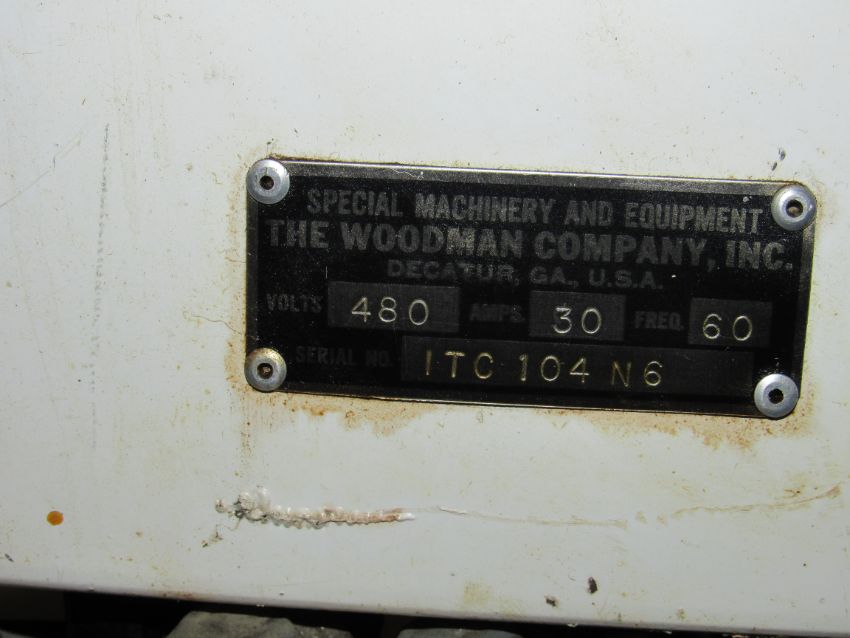 SPECIAL MACHINERY AND EQUIPMENT
THE WOODMAN COMPANY, INC.
DECATUR, GA., U.S.A.
VOLTS 480 AMPS. 30 FREQ. 60
SERIAL NO. ITC 104 N6